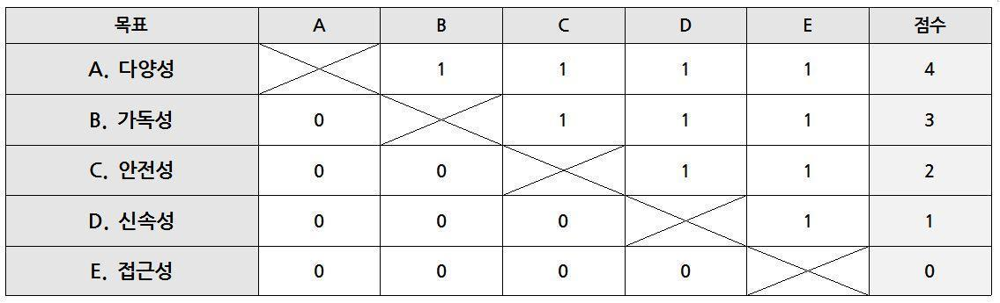 목표 A B C D E 점수
A. 다양성 1 1 1 1 4
B. 가독성 0 1 1 1 3
C. 안전성 0 0 1 1 2
D. 신속성 0 0 0 1 1
E. 접근성 0 0 0 0 0